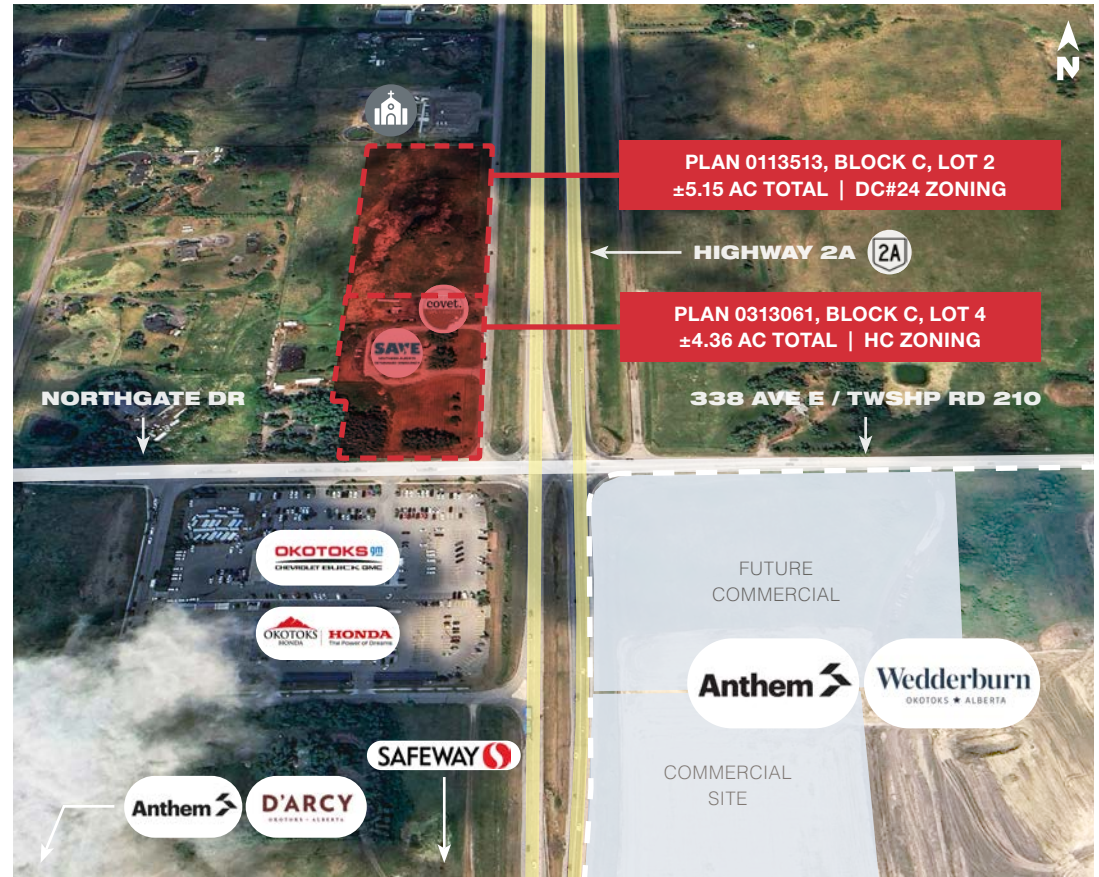 N
PLAN 0113513, BLOCK C, LOT 2
±5.15 AC TOTAL | DC#24 ZONING
HIGHWAY 2A
2A
covet.
PLAN 0313061, BLOCK C, LOT 4
±4.36 AC TOTAL | HC ZONING
SAVE
NORTHGATE DR
338 AVE E / TWSHP RD 210
OKOTOKS gm
CHEVROLET BUICK GMC
FUTURE
COMMERCIAL
OKOTOKS
HONDA
HONDA
The Power of Dreams
Anthem
Wedderburn
OKOTOKS ★ ALBERTA
SAFEWAY
COMMERCIAL
SITE
Anthem
D'ARCY
OKOTOKS - ALBERTA